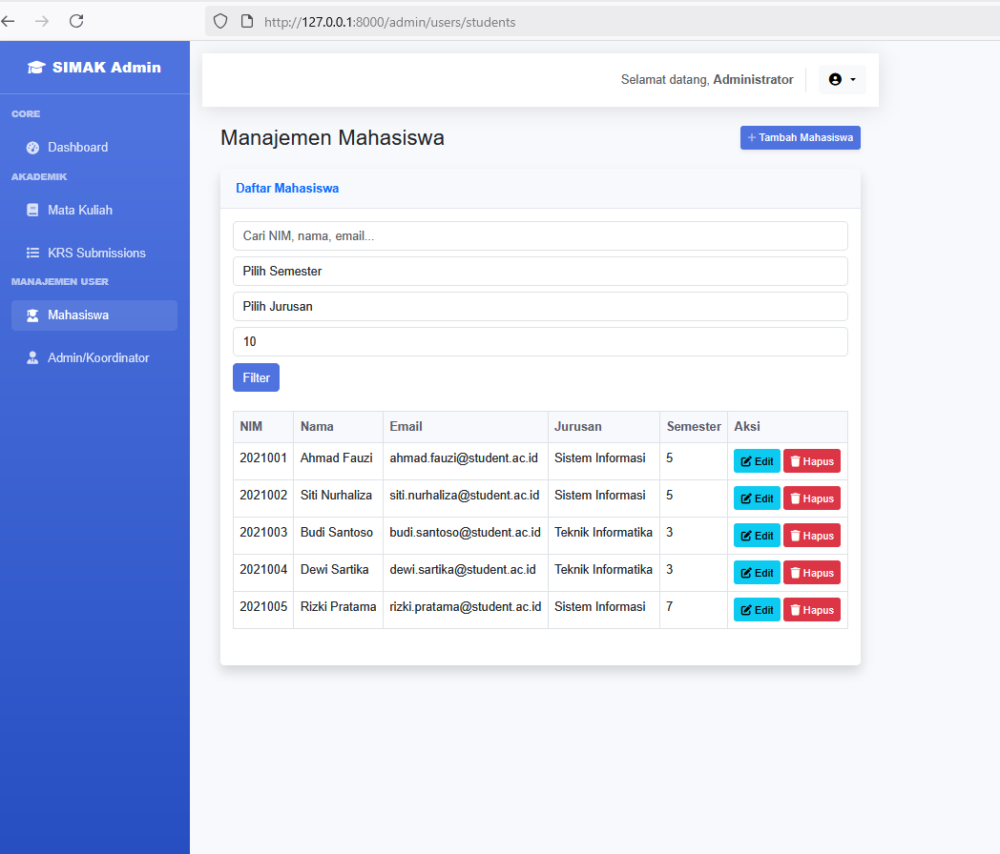 http://127.0.0.1:8000/admin/users/students
SIMAK Admin
CORE
Dashboard
AKADEMIK
Mata Kuliah
KRS Submissions
MANAJEMEN USER
Mahasiswa
Admin/Koordinator
Selamat datang, Administrator
Manajemen Mahasiswa
+ Tambah Mahasiswa
Daftar Mahasiswa
Cari NIM, nama, email...
Pilih Semester
Pilih Jurusan
10
Filter
NIM Nama Email Jurusan Semester Aksi
2021001 Ahmad Fauzi ahmad.fauzi@student.ac.id Sistem Informasi 5 Edit Hapus
2021002 Siti Nurhaliza siti.nurhaliza@student.ac.id Sistem Informasi 5 Edit Hapus
2021003 Budi Santoso budi.santoso@student.ac.id Teknik Informatika 3 Edit Hapus
2021004 Dewi Sartika dewi.sartika@student.ac.id Teknik Informatika 3 Edit Hapus
2021005 Rizki Pratama rizki.pratama@student.ac.id Sistem Informasi 7 Edit Hapus